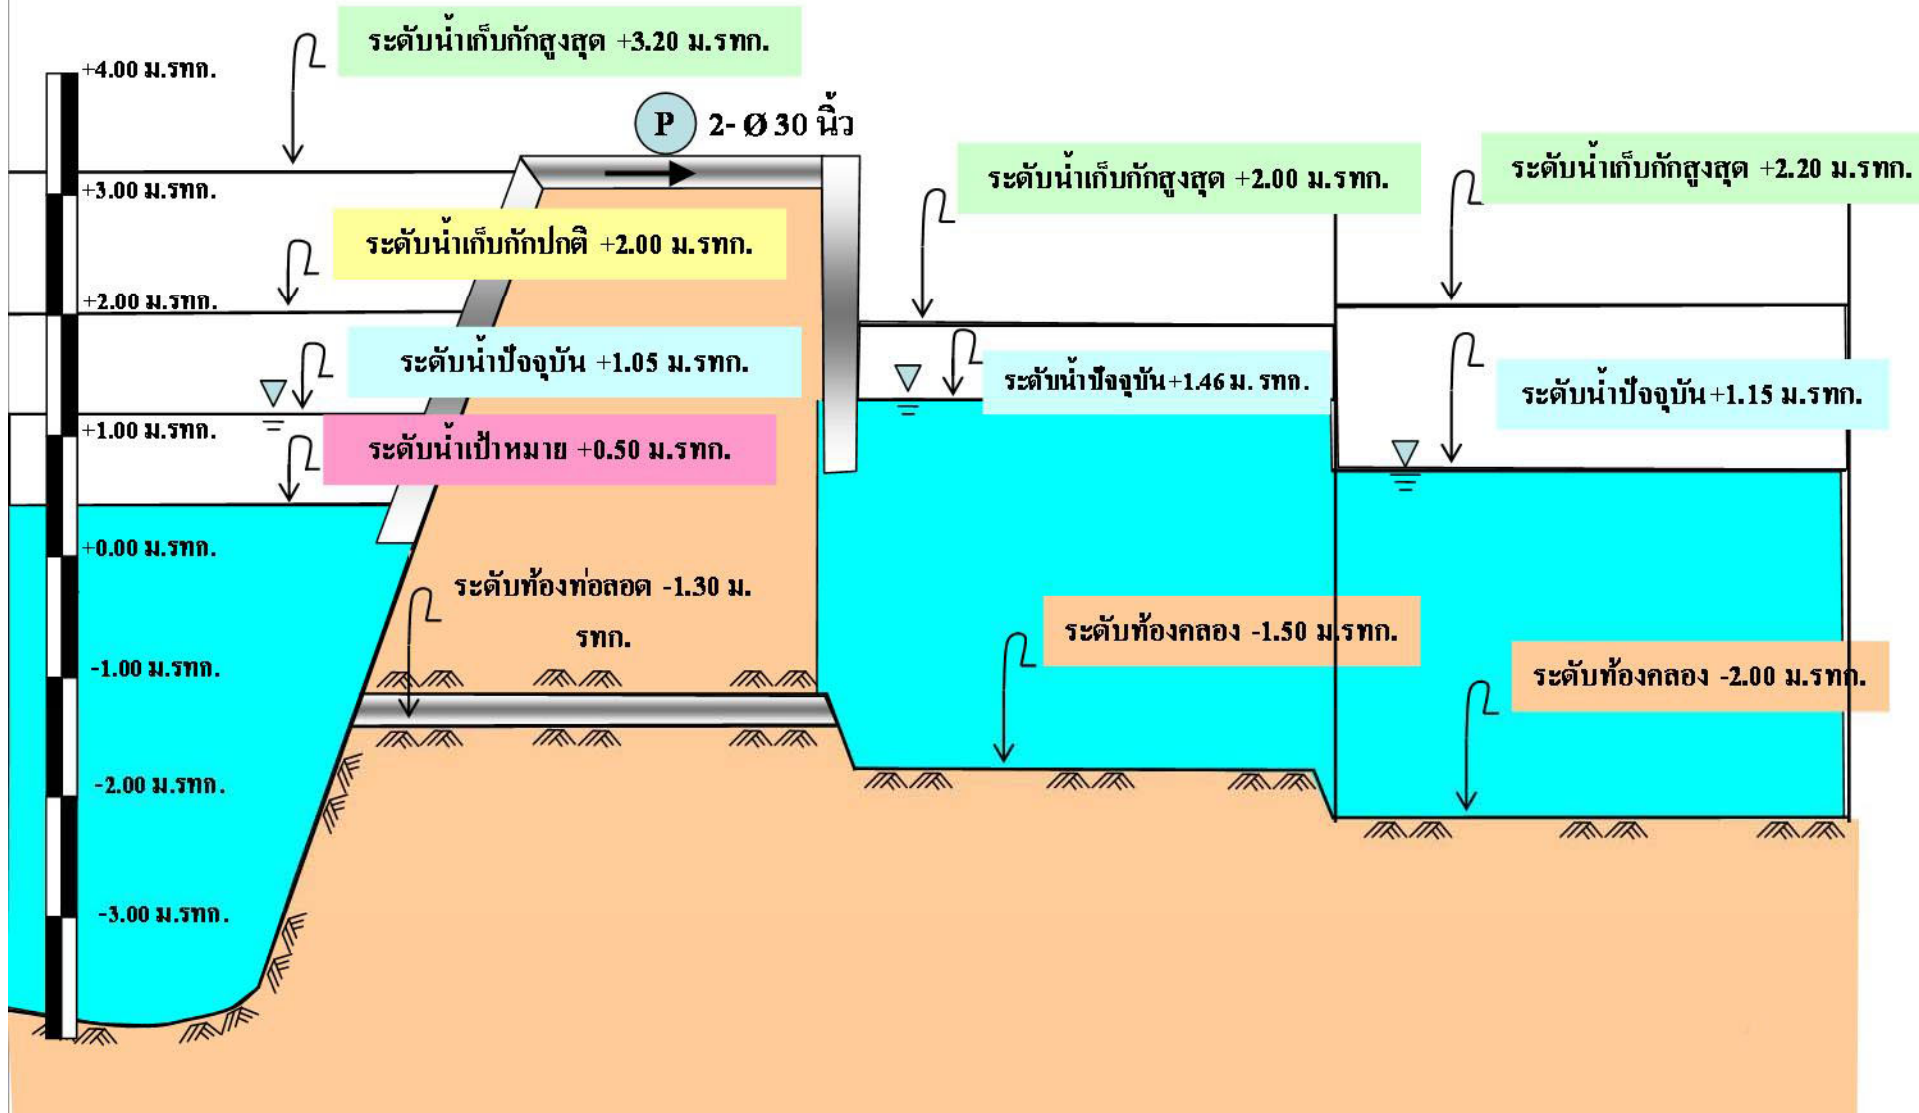 ระดับน้ำเก็บกักสูงสุด +3.20 ม.รทก.
+4.00 ม.รทก.
P 2- Ø 30 นิ้ว
ระดับน้ำเก็บกักสูงสุด +2.00 ม.รทก.
ระดับน้ำเก็บกักสูงสุด +2.20 ม.รทก.
+3.00 ม.รทก.
ระดับน้ำเก็บกักปกติ +2.00 ม.รทก.
+2.00 ม.รทก.
ระดับน้ำปัจจุบัน +1.05 ม.รทก.
ระดับน้ำปัจจุบัน+1.46 ม. รทก.
ระดับน้ำปัจจุบัน+1.15 ม.รทก.
+1.00 ม.รทก.
ระดับน้ำเป้าหมาย +0.50 ม.รทก.
+0.00 ม.รทก.
ระดับท้องท่อลอด -1.30 ม.
รทก.
ระดับท้องคลอง -1.50 ม.รทก.
-1.00 ม.รทก.
ระดับท้องคลอง -2.00 ม.รทก.
-2.00 ม.รทก.
-3.00 ม.รทก.